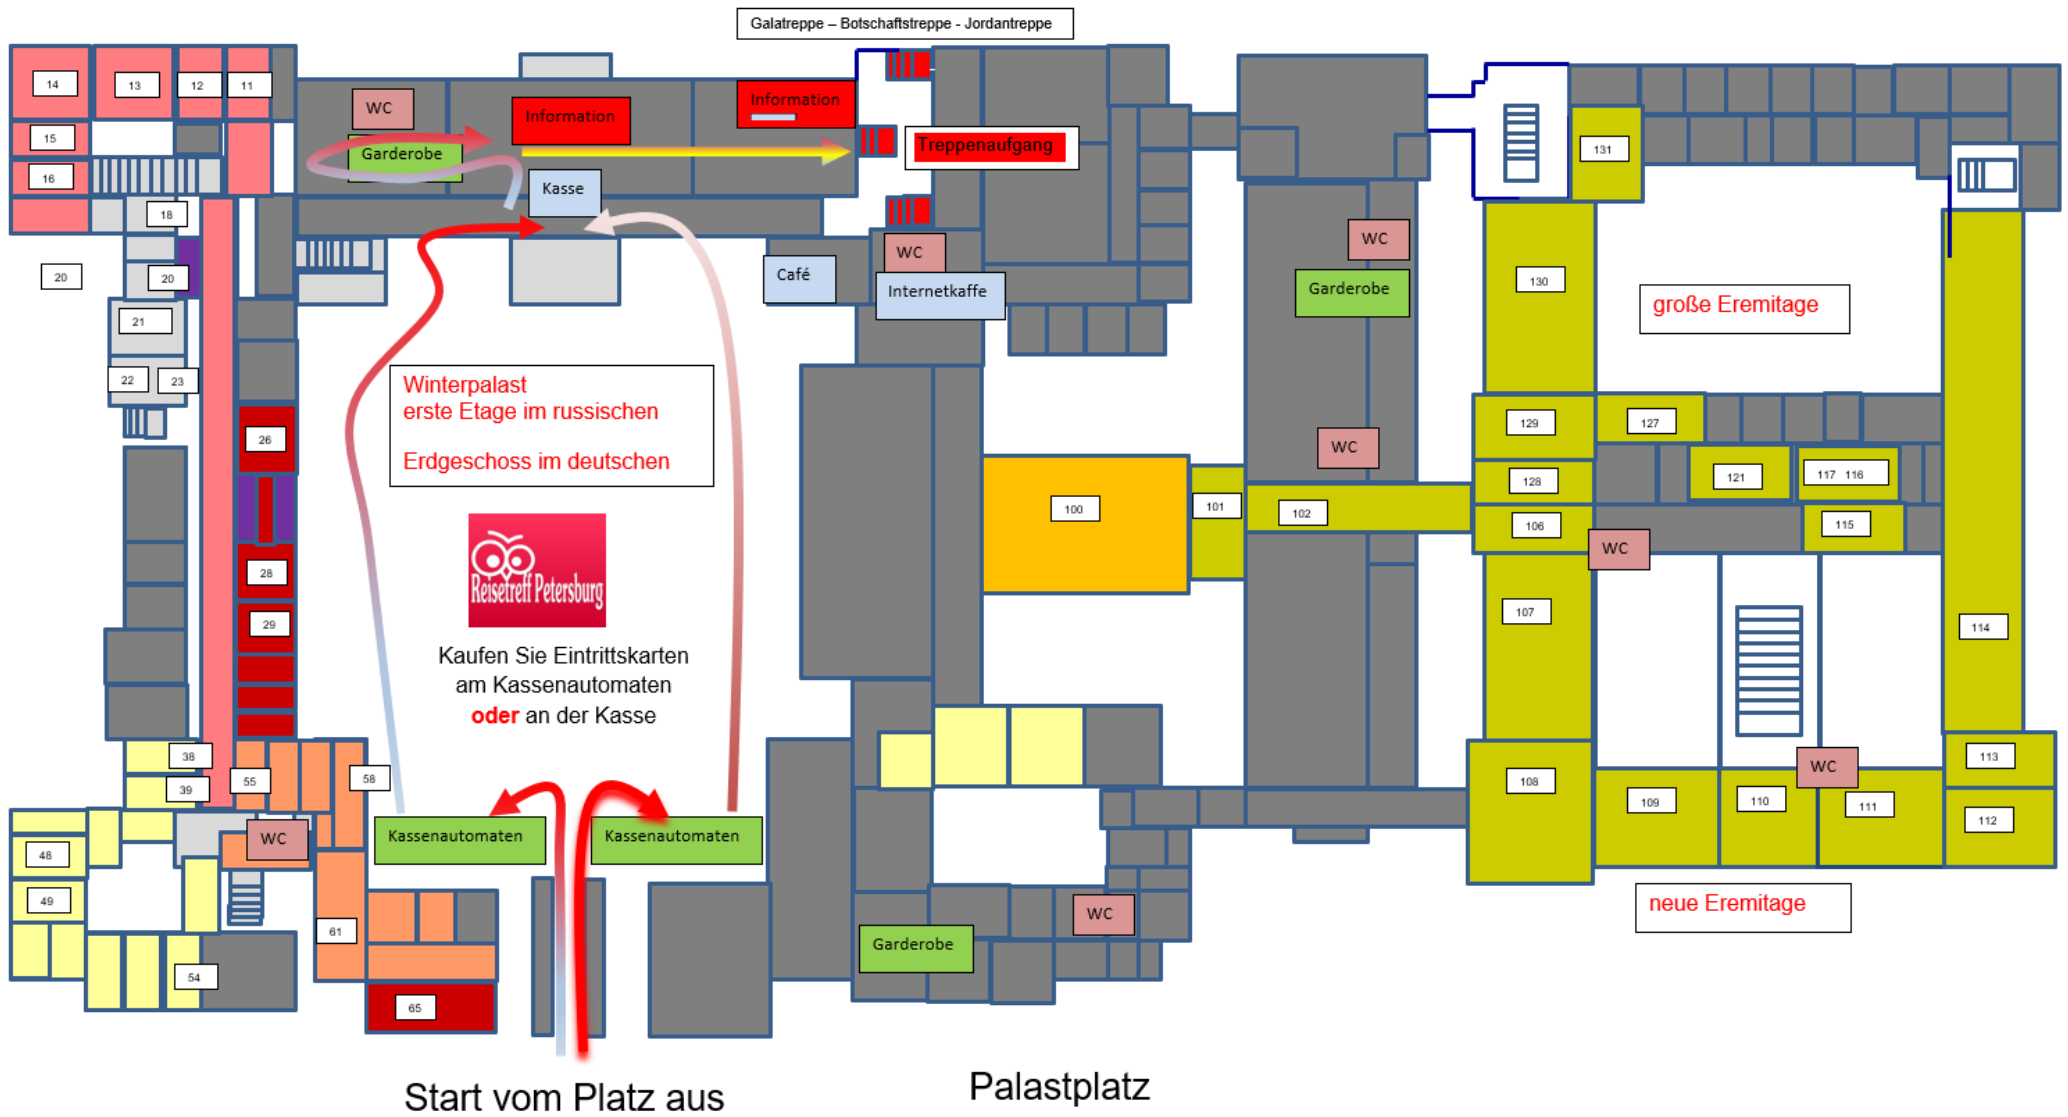 Galatreppe – Botschaftstreppe - Jordantreppe
14
13
12
11
WC
Information
Information
15
Garderobe
Treppenaufgang
131
16
Kasse
18
20
20
WC
Café
Internetkaffe
WC
Garderobe
130
große Eremitage
21
22
23
26
Winterpalast
erste Etage im russischen
Erdgeschoss im deutschen
WC
129
127
128
121
117 116
100
101
102
106
115
WC
28
29
Reisetreff Petersburg
107
114
Kaufen Sie Eintrittskarten
am Kassenautomaten
oder an der Kasse
38
39
55
58
108
109
110
WC
111
113
112
48
WC
Kassenautomaten
Kassenautomaten
49
61
54
65
Garderobe
WC
neue Eremitage
Start vom Platz aus
Palastplatz